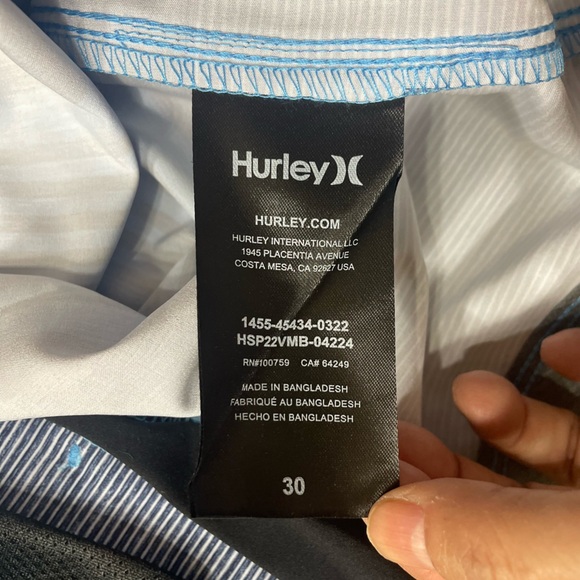 Hurley
HURLEY.COM
HURLEY INTERNATIONAL LLC
1945 PLACENTIA AVENUE
COSTA MESA, CA 92627 USA
1455-45434-0322
HSP22VMB-04224
RN#100759 CA# 64249
MADE IN BANGLADESH
FABRIQUÉ AU BANGLADESH
HECHO EN BANGLADESH
30